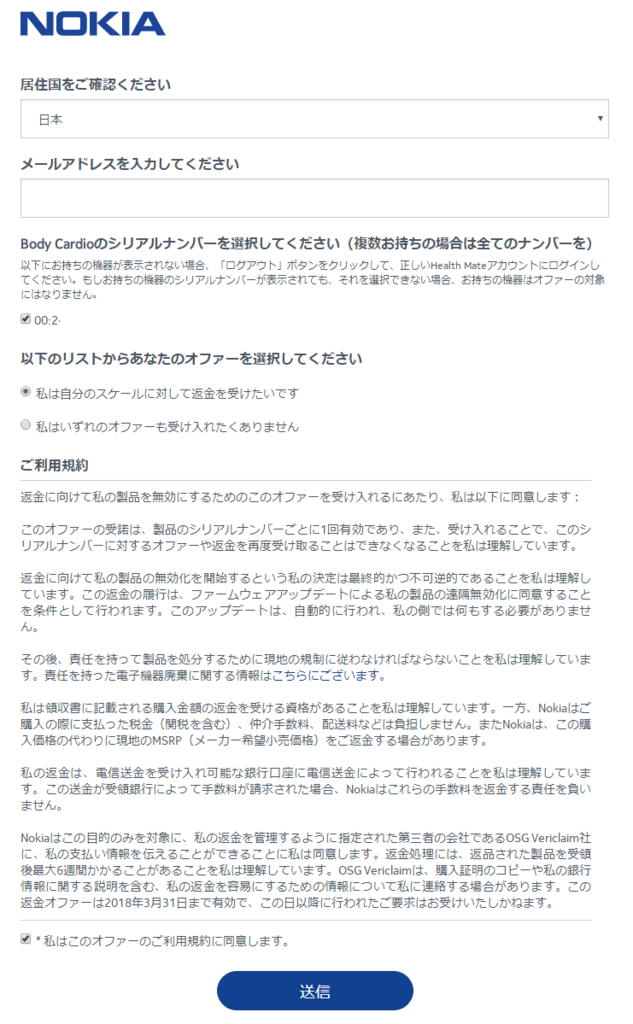 NOKIA
居住国をご確認ください
日本
メールアドレスを入力してください
Body Cardioのシリアルナンバーを選択してください（複数お持ちの場合は全てのナンバーを）
以下にお持ちの機器が表示されない場合、「ログアウト」ボタンをクリックして、正しいHealth Mateアカウントにログインし
てください。もしお持ちの機器のシリアルナンバーが表示されても、それを選択できない場合、お持ちの機器はオファーの対象
にはなりません。
00:2
以下のリストからあなたのオファーを選択してください
私は自分のスケールに対して返金を受けたいです
私はいずれのオファーも受け入れたくありません
ご利用規約
返金に向けて私の製品を無効にするためのこのオファーを受け入れるにあたり、私は以下に同意します：
このオファーの受諾は、製品のシリアルナンバーごとに1回有効であり、また、受け入れることで、このシ
リアルナンバーに対するオファーや返金を再度受け取ることはできなくなることを私は理解しています。
返金に向けて私の製品の無効化を開始するという私の決定は最終的かつ不可逆的であることを私は理解し
ています。この返金の履行は、ファームウェアアップデートによる私の製品の遠隔無効化に同意すること
を条件として行われます。このアップデートは、自動的に行われ、私の側では何もする必要がありませ
ん。
その後、責任を持って製品を処分するために現地の規制に従わなければならないことを私は理解していま
す。責任を持った電子機器廃棄に関する情報はこちらにございます。
私は領収書に記載される購入金額の返金を受ける資格があることを私は理解しています。一方、Nokiaはご
購入の際に支払った税金（関税を含む）、仲介手数料、配送料などは負担しません。またNokiaは、この購
入価格の代わりに現地のMSRP（メーカー希望小売価格）をご返金する場合があります。
私の返金は、電信送金を受け入れ可能な銀行口座に電信送金によって行われることを私は理解していま
す。この送金が受領銀行によって手数料が請求された場合、Nokiaはこれらの手数料を返金する責任を負い
ません。
Nokiaはこの目的のみを対象に、私の返金を管理するように指定された第三者の会社であるOSG Vericlaim社
に、私の支払い情報を伝えることができることに私は同意します。返金処理には、返品された製品を受領
後最大6週間かかることがあることを私は理解しています。OSG Vericlaimは、購入証明のコピーや私の銀行
情報に関する説明を含む、私の返金を容易にするための情報について私に連絡する場合があります。この
返金オファーは2018年3月31日まで有効で、この日以降に行われたご要求はお受けいたしかねます。
* 私はこのオファーのご利用規約に同意します。
送信